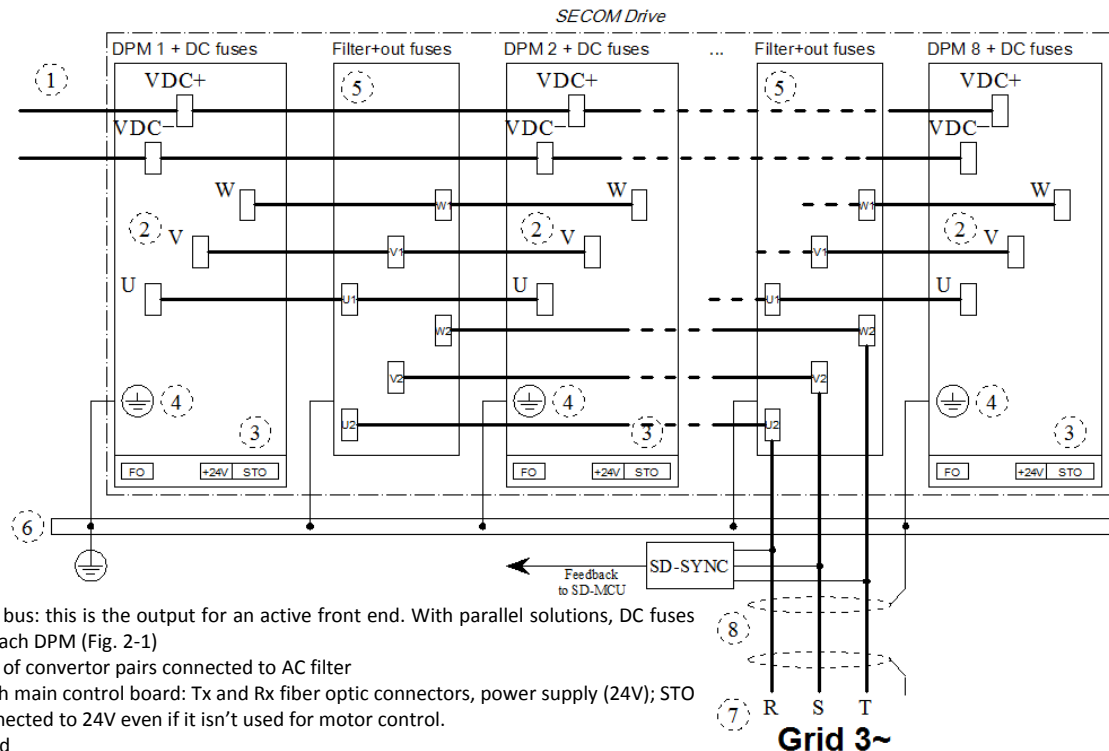 SECOM Drive
DPM 1 + DC fuses
Filter+out fuses
DPM 2 + DC fuses
...
Filter+out fuses
DPM 8 + DC fuses
1
VDC+
5
VDC+
5
VDC+
VDC-
VDC-
VDC-
W
W1
W
W1
W
2
V
V1
2
V
V1
2
V
U
U1
U
U1
U
W2
W2
V2
V2
4
4
4
U2
U2
3
3
3
FO
+24V
STO
FO
+24V
STO
FO
+24V
STO
6
Feedback
to SD-MCU
SD-SYNC
bus: this is the output for an active front end. With parallel solutions, DC fuses
ach DPM (Fig. 2-1)
of convertor pairs connected to AC filter
h main control board: Tx and Rx fiber optic connectors, power supply (24V); STO
nected to 24V even if it isn't used for motor control.
d
8
7
R
S
T
Grid 3~